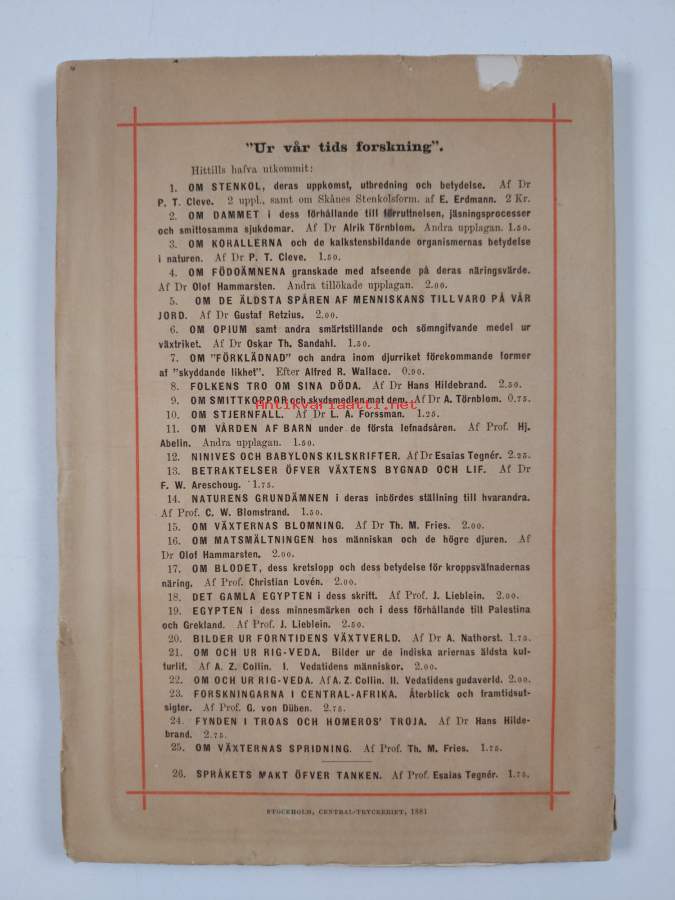 "Ur vår tids forskning".
Hittills hafva utkommit:
1. OM STENKOL, deras uppkomst, utbredning och betydelse. Af Dr
P. T. Cleve. 2 uppl., samt om Skånes Stenkolsform. af E. Erdmann. 2 Kr.
2. OM DAMMET i dess förhållande till förruttnelsen, jäsningsprocesser
och smittosamma sjukdomar. Af Dr Alrik Törnblom. Andra upplagan. 1.50.
3. OM KORALLERNA och de kalkstensbildande organismernas betydelse
i naturen. Af Dr P. T. Cleve. 1.50.
4. OM FÖDOÄMNENA granskade med afseende på deras näringsvärde.
Af Dr Olof Hammarsten. Andra tillökade upplagan. 2.00.
5. OM DE ÄLDSTA SPÅREN AF MENNISKANS TILLVARO PÅ VÅR
JORD. Af Dr Gustaf Retzius. 2.00.
6. OM OPIUM samt andra smärtstillande och sömngifvande medel ur
växtriket. Af Dr Oskar Th. Sandahl. 1.50.
7. OM "FÖRKLÄDNAD" och andra inom djurriket förekommande former
af "skyddande likhet". Efter Alfred R. Wallace. 0.90.
8. FOLKENS TRO OM SINA DÖDA. Af Dr Hans Hildebrand. 2.50.
9. OM SMITTKOPPOR och skyddsmedlen mot dem. Af Dr A. Törnblom. 0.75.
Antikvariaatti.net
10. OM STJERNFALL. Af Dr L. A. Forssman. 1.25.
11. OM VÅRDEN AF BARN under de första lefnadsåren. Af Prof. Hj.
Abelin. Andra upplagan. 1.50.
12. NINIVES OCH BABYLONS KILSKRIFTER. Af Dr Esaias Tegnér. 2.25.
13. BETRAKTELSER ÖFVER VÄXTENS BYGNAD OCH LIF. Af Dr
F. W. Areschoug. 1.75.
14. NATURENS GRUNDÄMNEN i deras inbördes ställning till hvarandra.
Af Prof. C. W. Blomstrand. 1.50.
15. OM VÄXTERNAS BLOMNING. Af Dr Th. M. Fries. 2.00.
16. OM MATSMÄLTNINGEN hos människan och de högre djuren. Af
Dr Olof Hammarsten. 2.00.
17. OM BLODET, dess kretslopp och dess betydelse för kroppsväfnadernas
näring. Af Prof. Christian Lovén. 2.00.
18. DET GAMLA EGYPTEN i dess skrift. Af Prof. J. Lieblein. 2.00.
19. EGYPTEN i dess minnesmärken och i dess förhållande till Palestina
och Grekland. Af Prof. J. Lieblein. 2.50.
20. BILDER UR FORNTIDENS VÄXTVERLD. Af Dr A. Nathorst. 1.75.
21. OM OCH UR RIG-VEDA. Bilder ur de indiska ariernas äldsta kul-
turlif. Af A. Z. Collin. I. Vedatidens människor. 2.00.
22. OM OCH UR RIG-VEDA. Af A. Z. Collin. II. Vedatidens gudaverld. 2.00.
23. FORSKNINGARNA I CENTRAL-AFRIKA. Återblick och framtidsut-
sigter. Af Prof. G. von Düben. 2.75.
24. FYNDEN I TROAS OCH HOMEROS' TROJA. Af Dr Hans Hilde-
brand. 2.75.
25. OM VÄXTERNAS SPRIDNING. Af Prof. Th. M. Fries. 1.75.
26. SPRÅKETS MAKT ÖFVER TANKEN. Af Prof. Esaias Tegnér. 1.75.
STOCKHOLM, CENTRAL-TRYCKERIET, 1881